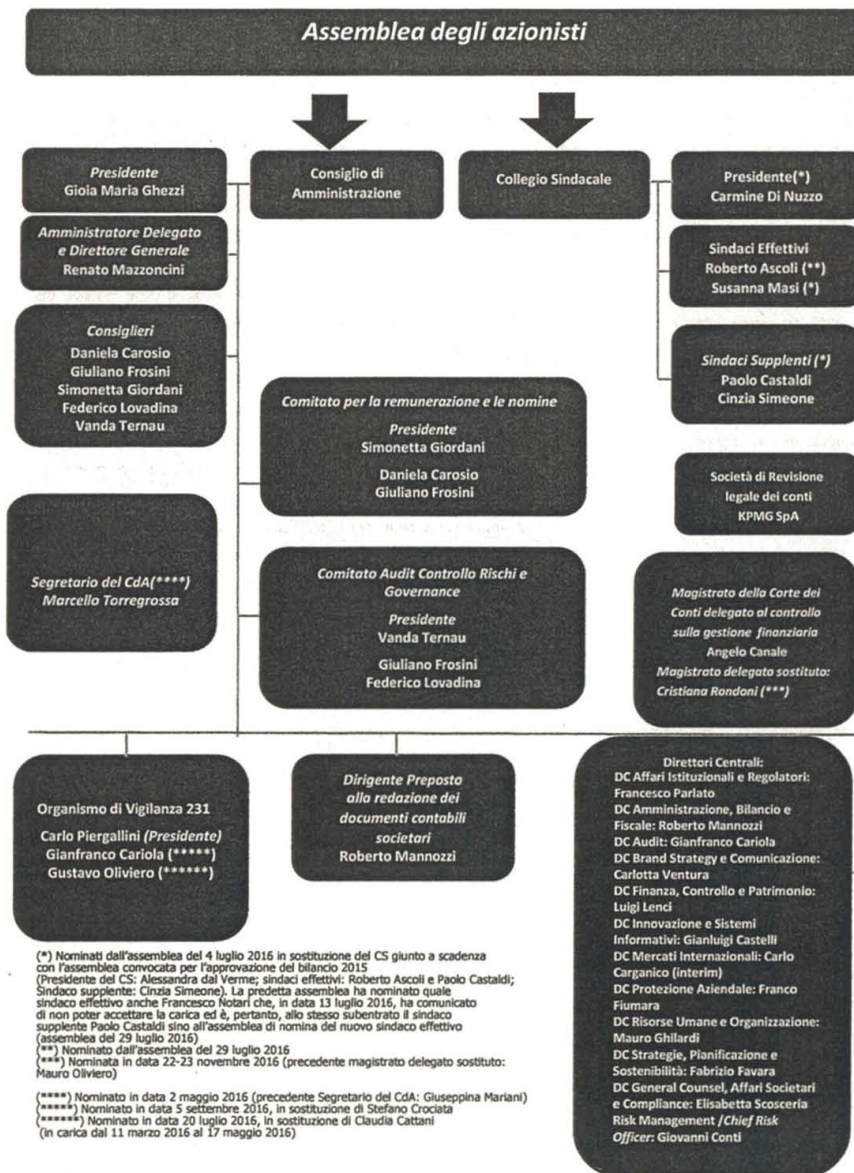 Assemblea degli azionisti
Presidente
Gioia Maria Ghezzi
Consiglio di
Amministrazione
Collegio Sindacale
Presidente(*)
Carmine Di Nuzzo
Amministratore Delegato
e Direttore Generale
Renato Mazzoncini
Sindaci Effettivi
Roberto Ascoli (**)
Susanna Masi (*)
Consiglieri
Daniela Carosio
Giuliano Frosini
Simonetta Giordani
Federico Lovadina
Vanda Ternau
Sindaci Supplenti (*)
Paolo Castaldi
Cinzia Simeone
Comitato per la remunerazione e le nomine
Presidente
Simonetta Giordani
Daniela Carosio
Giuliano Frosini
Società di Revisione
legale dei conti
KPMG SpA
Segretario del CdA(****)
Marcello Torregrossa
Comitato Audit Controllo Rischi e
Governance
Presidente
Vanda Ternau
Giuliano Frosini
Federico Lovadina
Magistrato della Corte dei
Conti delegato al controllo
sulla gestione finanziaria
Angelo Canale
Magistrato delegato sostituto:
Cristiana Rondoni (***)
Organismo di Vigilanza 231
Carlo Piergallini (Presidente)
Gianfranco Cariola (*****)
Gustavo Oliviero (******)
Dirigente Preposto
alla redazione dei
documenti contabili
societari
Roberto Mannozzi
Direttori Centrali:
DC Affari Istituzionali e Regolatori:
Francesco Parlato
DC Amministrazione, Bilancio e
Fiscale: Roberto Mannozzi
DC Audit: Gianfranco Cariola
DC Brand Strategy e Comunicazione:
Carlotta Ventura
DC Finanza, Controllo e Patrimonio:
Luigi Lenci
DC Innovazione e Sistemi
Informativi: Gianluigi Castelli
DC Mercati Internazionali: Carlo
Carganico (interim)
DC Protezione Aziendale: Franco
Fiumara
DC Risorse Umane e Organizzazione:
Mauro Ghilardi
DC Strategie, Pianificazione e
Sostenibilità: Fabrizio Favara
DC General Counsel, Affari Societari
e Compliance: Elisabetta Scosceria
Risk Management /Chief Risk
Officer: Giovanni Conti
(*) Nominati dall'assemblea del 4 luglio 2016 in sostituzione del CS giunto a scadenza
con l'assemblea convocata per l'approvazione del bilancio 2015
(Presidente del CS: Alessandra dal Verme; sindaci effettivi: Roberto Ascoli e Paolo Castaldi;
Sindaco supplente: Cinzia Simeone). La predetta assemblea ha nominato quale
sindaco effettivo anche Francesco Notari che, in data 13 luglio 2016, ha comunicato
di non poter accettare la carica ed è, pertanto, allo stesso subentrato il sindaco
supplente Paolo Castaldi sino all'assemblea di nomina del nuovo sindaco effettivo
(assemblea del 29 luglio 2016)
(**) Nominato dall'assemblea del 29 luglio 2016
(***) Nominata in data 22-23 novembre 2016 (precedente magistrato delegato sostituto:
Mauro Oliviero)
(****) Nominato in data 2 maggio 2016 (precedente Segretario del CdA: Giuseppina Mariani)
(*****) Nominato in data 5 settembre 2016, in sostituzione di Stefano Crociata
(******) Nominato in data 20 luglio 2016, in sostituzione di Claudia Cattani
(in carica dal 11 marzo 2016 al 17 maggio 2016)